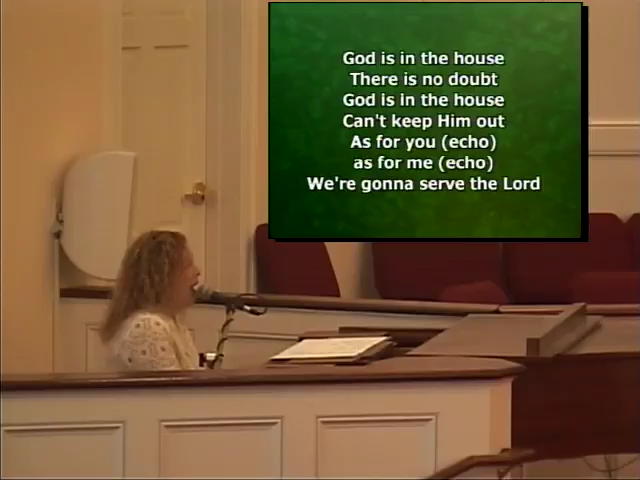 God is in the house
There is no doubt
God is in the house
Can't keep Him out
As for you (echo)
as for me (echo)
We're gonna serve the Lord